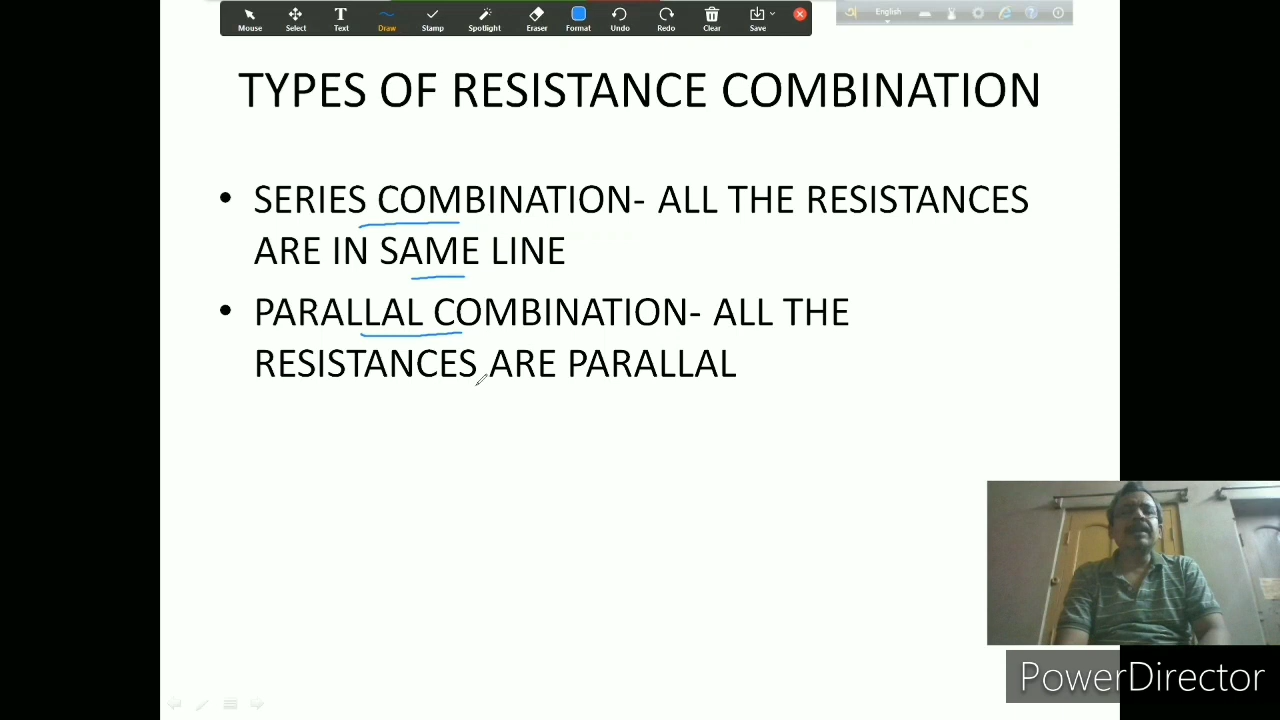 Mouse Select Text Draw Stamp Spotlight Eraser Format Undo Redo Clear Save
English
TYPES OF RESISTANCE COMBINATION
• SERIES COMBINATION- ALL THE RESISTANCES
ARE IN SAME LINE
• PARALLAL COMBINATION- ALL THE
RESISTANCES ARE PARALLAL
PowerDirector